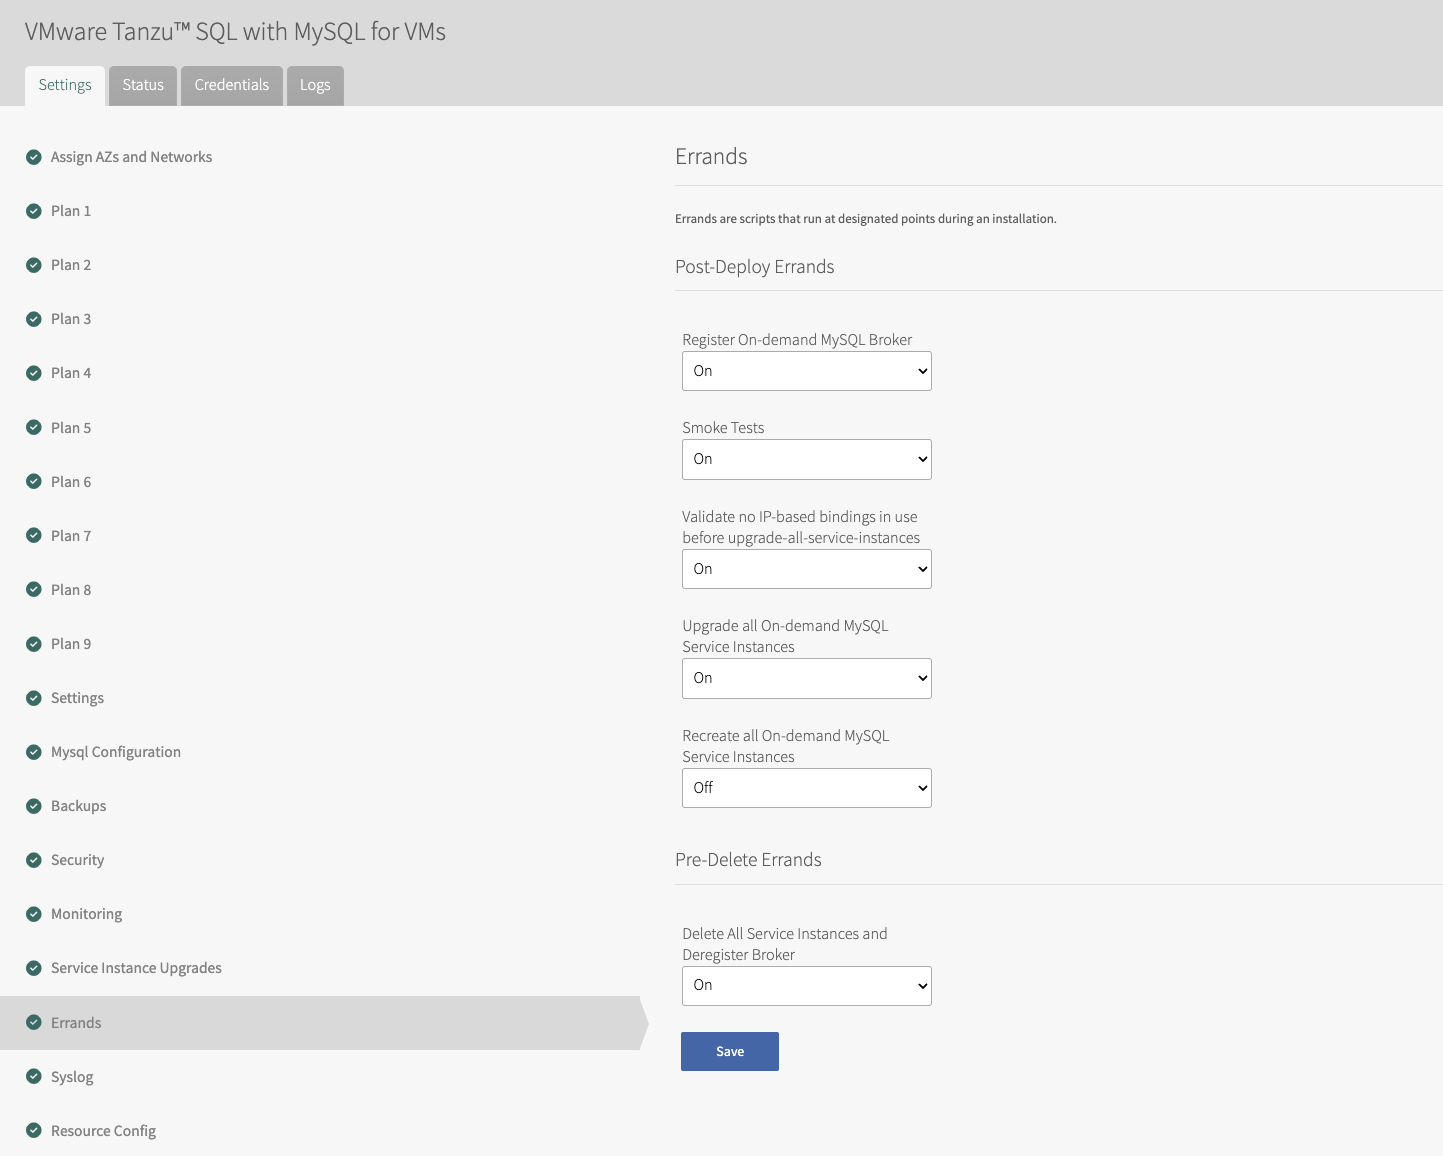 VMware Tanzu™ SQL with MySQL for VMs
Settings
Status
Credentials
Logs
Assign AZs and Networks
Plan 1
Plan 2
Plan 3
Plan 4
Plan 5
Plan 6
Plan 7
Plan 8
Plan 9
Settings
Mysql Configuration
Backups
Security
Monitoring
Service Instance Upgrades
Errands
Syslog
Resource Config
Errands
Errands are scripts that run at designated points during an installation.
Post-Deploy Errands
Register On-demand MySQL Broker
On
Smoke Tests
On
Validate no IP-based bindings in use
before upgrade-all-service-instances
On
Upgrade all On-demand MySQL
Service Instances
On
Recreate all On-demand MySQL
Service Instances
Off
Pre-Delete Errands
Delete All Service Instances and
Deregister Broker
On
Save